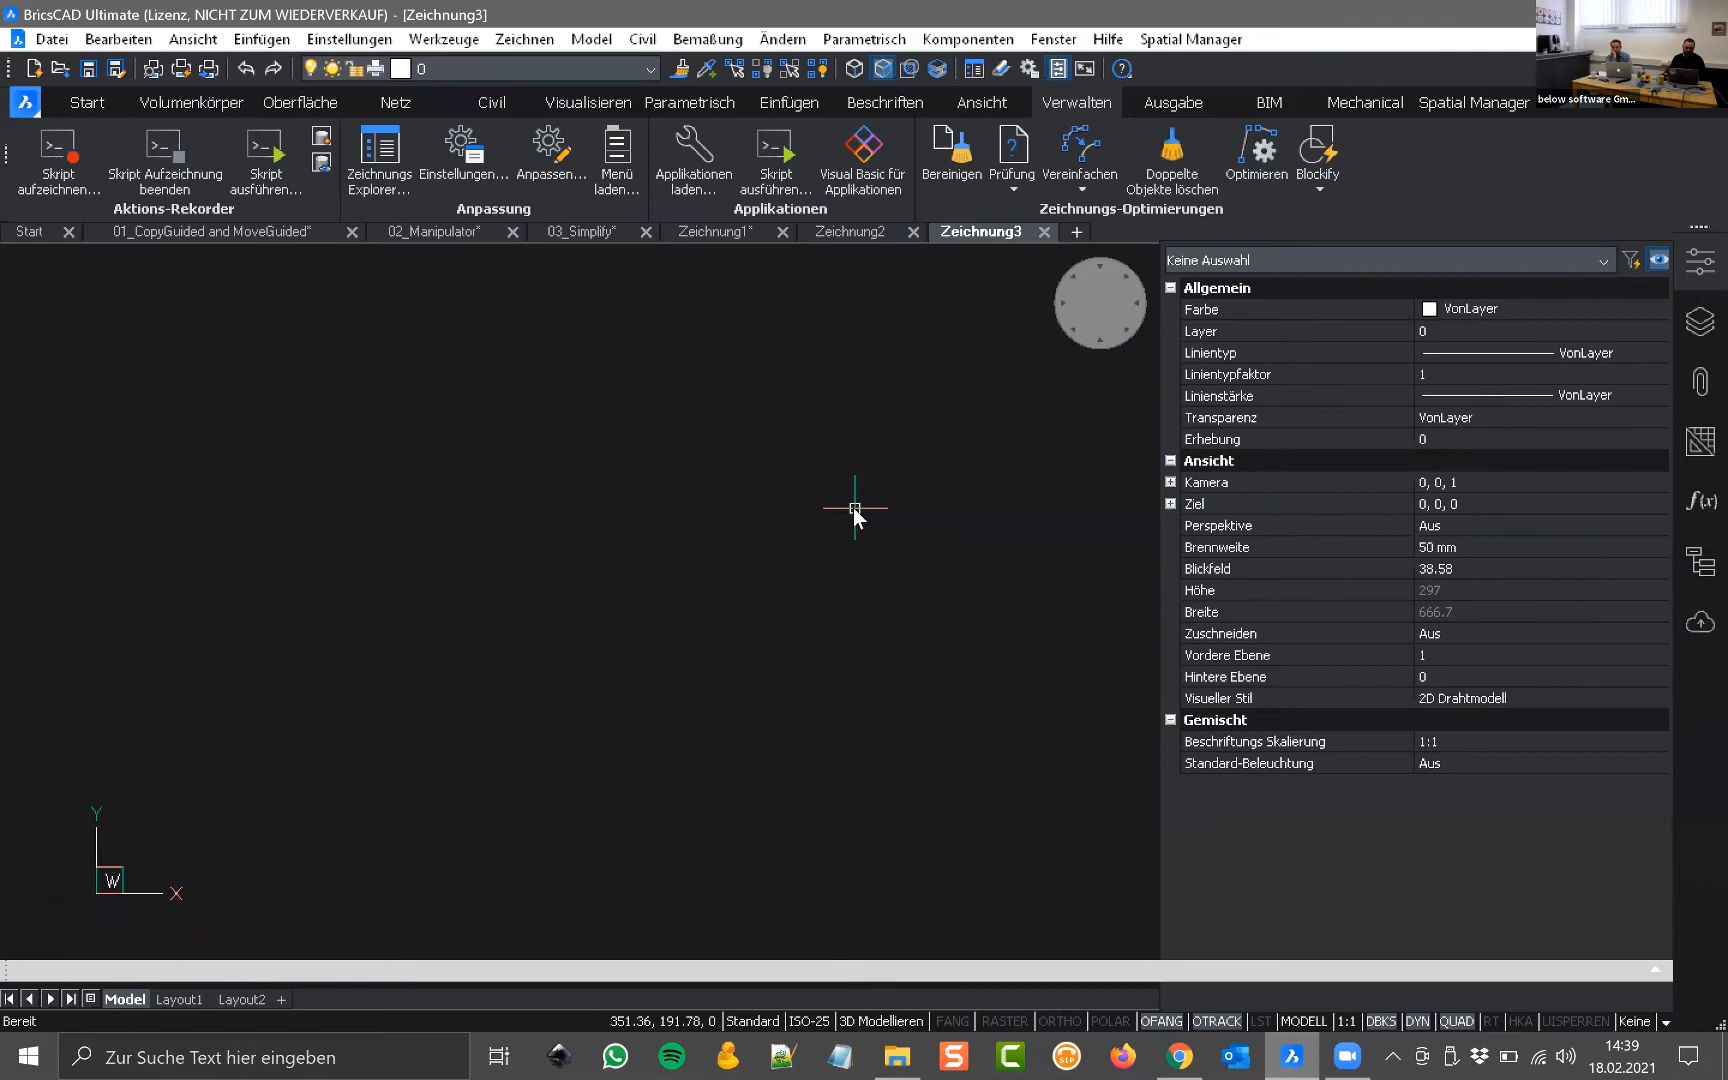 BricsCAD Ultimate (Lizenz, NICHT ZUM WIEDERVERKAUF) - [Zeichnung3]
Datei Bearbeiten Ansicht Einfügen Einstellungen Werkzeuge Zeichnen Model Civil Bemaßung Ändern Parametrisch Komponenten Fenster Hilfe Spatial Manager
0
below software Gm...
Start Volumenkörper Oberfläche Netz Civil Visualisieren Parametrisch Einfügen Beschriften Ansicht Verwalten Ausgabe BIM Mechanical Spatial Manager
Skript aufzeichnen...
Skript Aufzeichnung beenden
Skript ausführen...
Zeichnungs Explorer...
Einstellungen...
Anpassen...
Menü laden...
Applikationen laden...
Skript ausführen...
Visual Basic für Applikationen
Bereinigen
Prüfung
Vereinfachen
Doppelte Objekte löschen
Optimieren
Blockify
Aktions-Rekorder Anpassung Applikationen Zeichnungs-Optimierungen
Start 01_CopyGuided and MoveGuided* 02_Manipulator* 03_Simplify* Zeichnung1* Zeichnung2 Zeichnung3
Keine Auswahl
Allgemein
Farbe VonLayer
Layer 0
Linientyp VonLayer
Linientypfaktor 1
Linienstärke VonLayer
Transparenz VonLayer
Erhebung 0
Ansicht
Kamera 0, 0, 1
Ziel 0, 0, 0
Perspektive Aus
Brennweite 50 mm
Blickfeld 38.58
Höhe 297
Breite 666.7
Zuschneiden Aus
Vordere Ebene 1
Hintere Ebene 0
Visueller Stil 2D Drahtmodell
Gemischt
Beschriftungs Skalierung 1:1
Standard-Beleuchtung Aus
f(x)
Y
W
X
Model Layout1 Layout2 +
Bereit 351.36, 191.78, 0 Standard ISO-25 3D Modellieren FANG RASTER ORTHO POLAR OFANG OTRACK LST MODELL 1:1 DBKS DYN QUAD RT HKA UISPERREN Keine
Zur Suche Text hier eingeben
14:39
18.02.2021